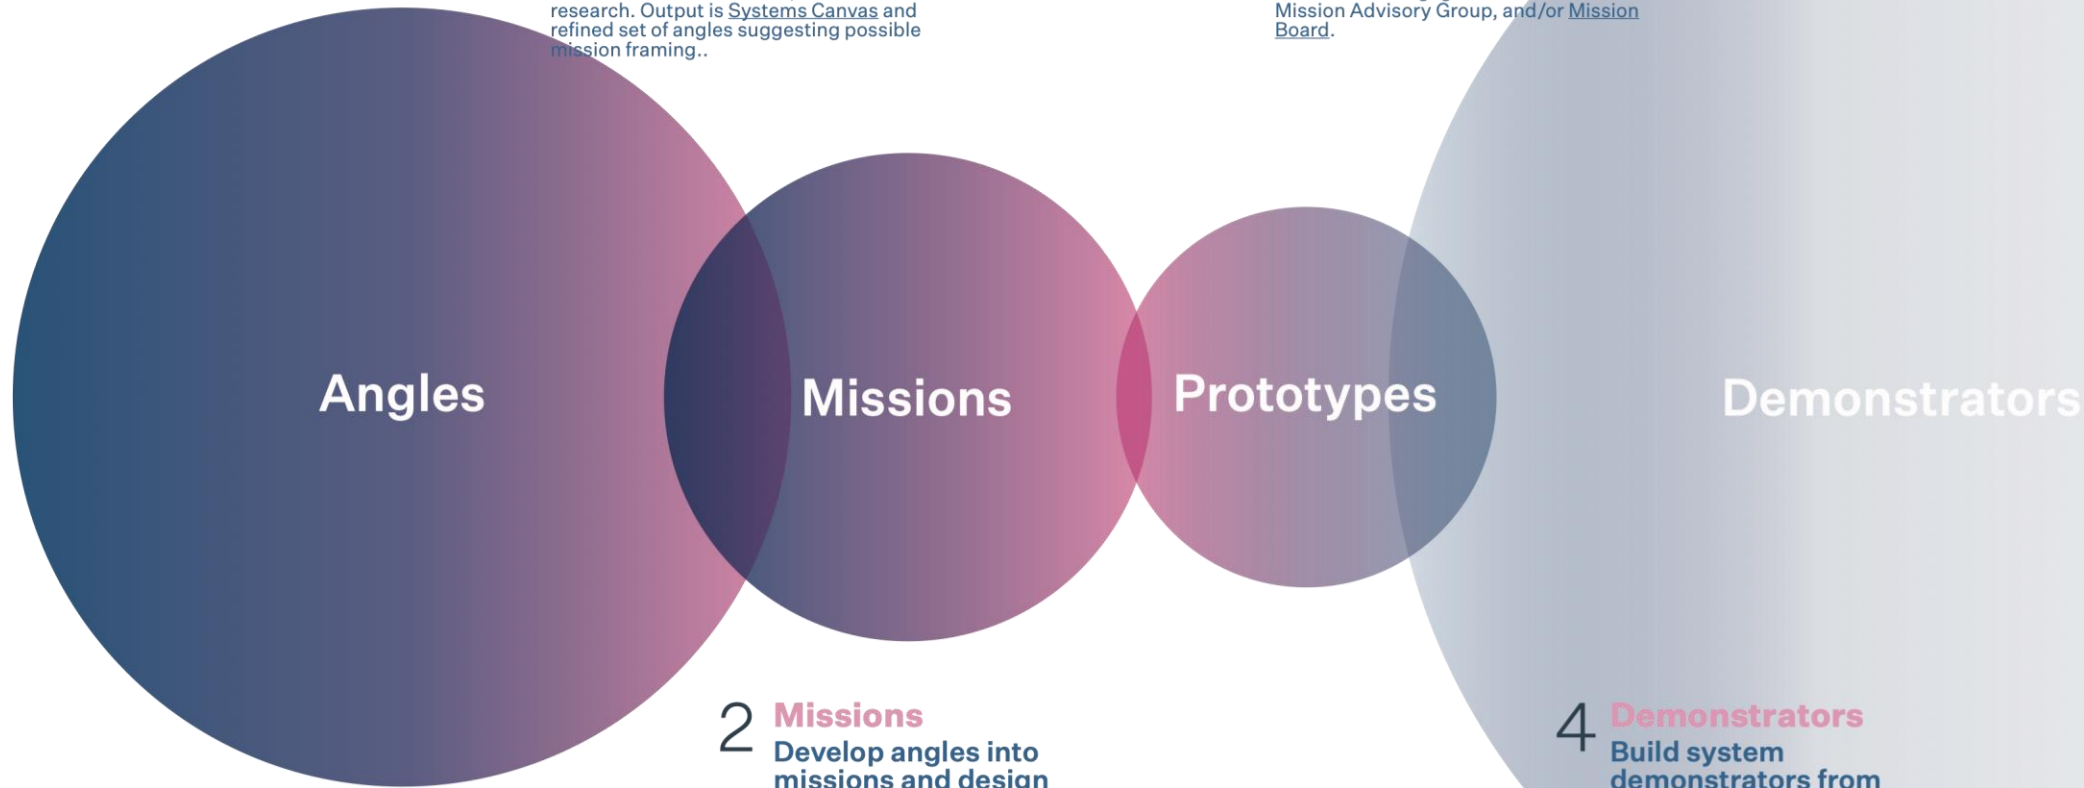 research. Output is Systems Canvas and
refined set of angles suggesting possible
mission framing..
Mission Advisory Group, and/or Mission
Board.
Angles
Missions
Prototypes
Demonstrators
2 Missions
Develop angles into
missions and design
4 Demonstrators
Build system
demonstrators from